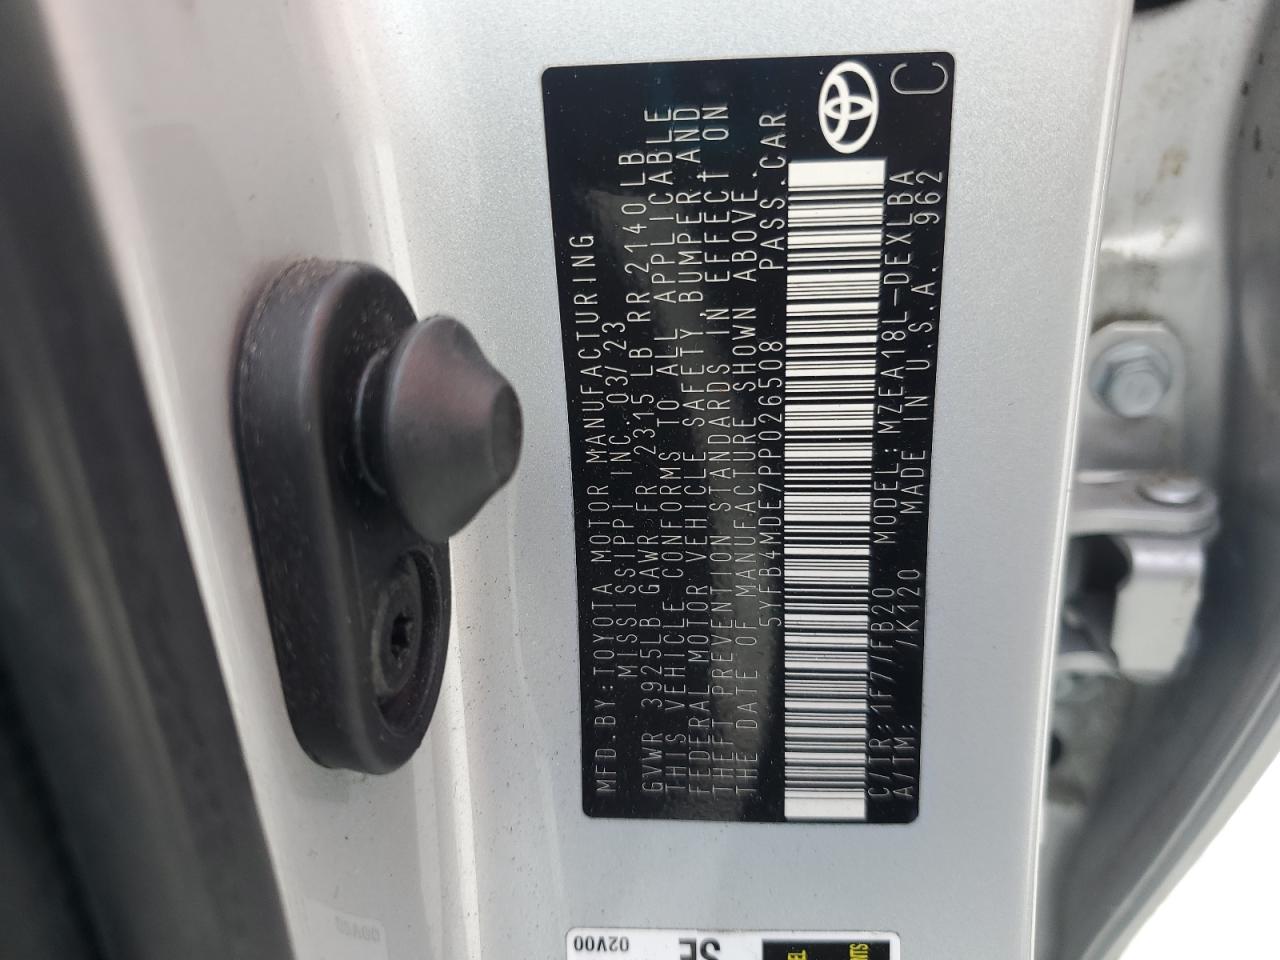 MFD.BY:TOYOTA MOTOR MANUFACTURING
MISSISSIPPI INC. 03/23
GVWR 3925LB GAWR FR 2315LB RR 2140LB
THIS VEHICLE CONFORMS TO ALL APPLICABLE
FEDERAL MOTOR VEHICLE SAFETY,BUMPER,AND
THEFT PREVENTION STANDARDS IN EFFECT ON
THE DATE OF MANUFACTURE SHOWN ABOVE.
5YFB4MDE7PP026508 PASS.CAR
C/TR:1F7/FB20 MODEL:MZEA18L-DEXLBA
A/TM: /K120 MADE IN U.S.A. 962
C
02V00
SE